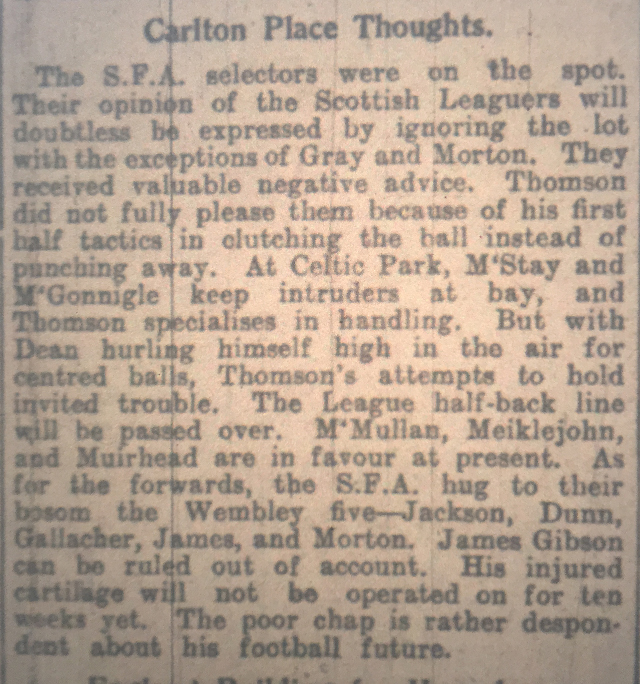 Carlton Place Thoughts.
The S.F.A. selectors were on the spot.
Their opinion of the Scottish Leaguers will
doubtless be expressed by ignoring the lot
with the exceptions of Gray and Morton. They
received valuable negative advice. Thomson
did not fully please them because of his first
half tactics in clutching the ball instead of
punching away. At Celtic Park, M'Stay and
M'Gonnigle keep intruders at bay, and
Thomson specialises in handling. But with
Dean hurling himself high in the air for
centred balls, Thomson's attempts to hold
invited trouble. The League half-back line
will be passed over. M'Mullan, Meiklejohn,
and Muirhead are in favour at present. As
for the forwards, the S.F.A. hug to their
bosom the Wembley five—Jackson, Dunn,
Gallacher, James, and Morton. James Gibson
can be ruled out of account. His injured
cartilage will not be operated on for ten
weeks yet. The poor chap is rather despon-
dent about his football future.